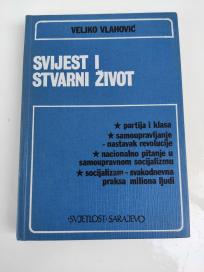 VELJKO VLAHOVIĆ
SVIJEST I
STVARNI ŽIVOT
★ partija i klasa
★ samoupravljanje
- nastavak revolucije
★ nacionalno pitanje u
samoupravnom socijalizmu
★ socijalizam - svakodnevna
praksa miliona ljudi
«SVJETLOST» SARAJEVO